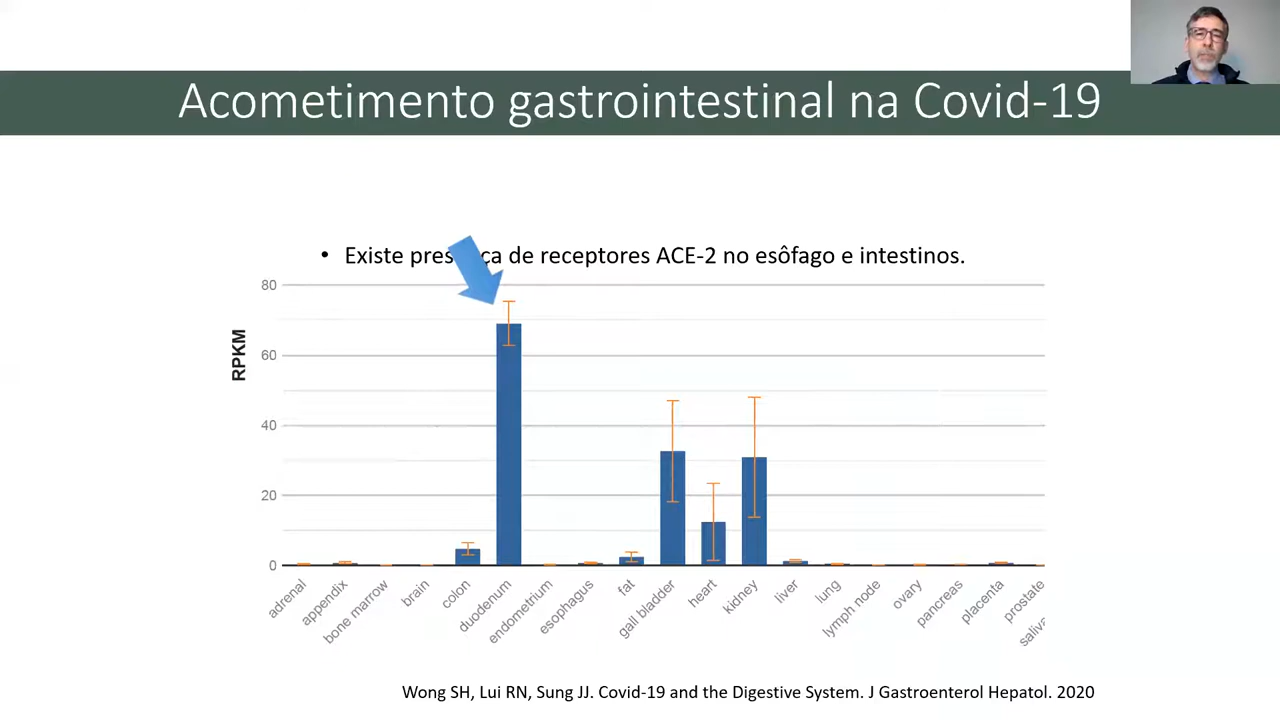 Acometimento gastrointestinal na Covid-19
• Existe presença de receptores ACE-2 no esôfago e intestinos.
RPKM
80
60
40
20
0
adrenal
appendix
bone marrow
brain
colon
duodenum
endometrium
esophagus
fat
gall bladder
heart
kidney
liver
lung
lymph node
ovary
pancreas
placenta
prostate
saliva
Wong SH, Lui RN, Sung JJ. Covid-19 and the Digestive System. J Gastroenterol Hepatol. 2020